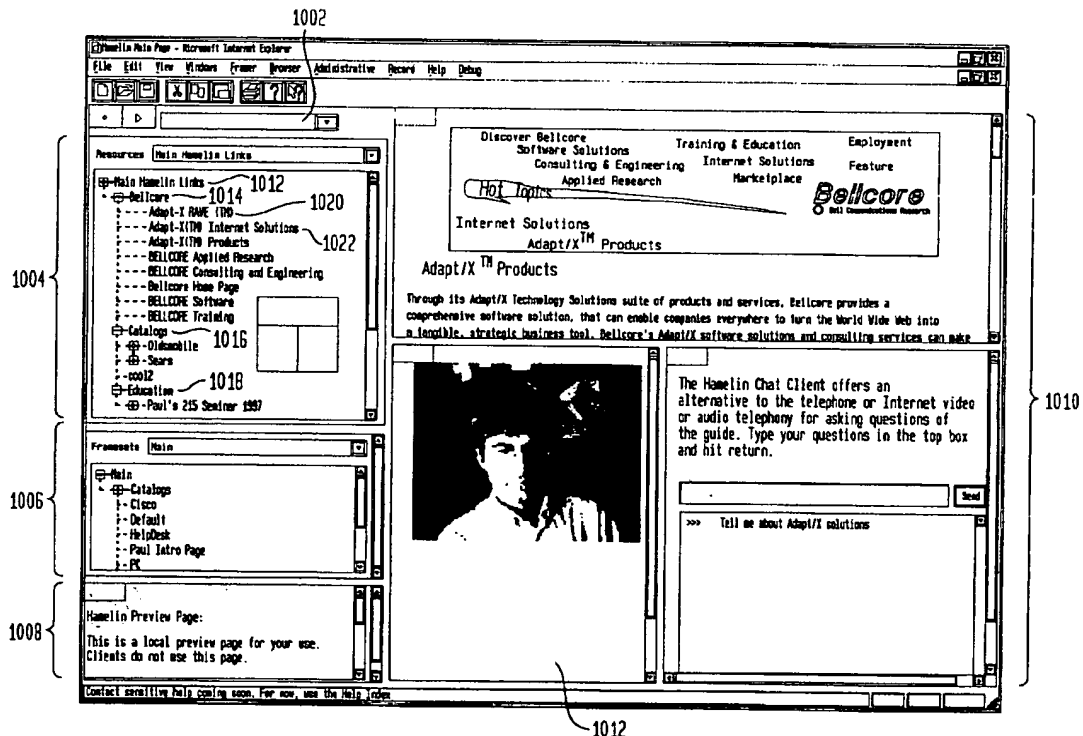 1002
Hamelin Main Page - Microsoft Internet Explorer
File Edit View Windows Framer Browser Administrative Record Help Debug
Resources Main Hamelin Links
Main Hamelin Links 1012
Bellcore 1014
Adapt-X RAVE (TM) 1020
Adapt-X(TM) Internet Solutions 1022
Adapt-X(TM) Products
BELLCORE Applied Research
BELLCORE Consulting and Engineering
Bellcore Home Page
BELLCORE Software
BELLCORE Training
Catalogs 1016
Oldsmobile
Sears
cool2
Education 1018
Paul's 215 Seminer 1997
1004
Framesets Main
Main
Catalogs
Cisco
Default
HelpDesk
Paul Intro Page
PC
1006
Hamelin Preview Page:
This is a local preview page for your use.
Clients do not use this page.
1008
Contact sensitive help coming soon. For now, use the Help Index
Discover Bellcore
Software Solutions
Consulting & Engineering
Applied Research
Training & Education
Internet Solutions
Marketplace
Employment
Feature
Hot Topics
Bellcore
Bell Communications Research
Internet Solutions
Adapt/X TM Products
Adapt/X TM Products
Through its Adapt/X Technology Solutions suite of products and services, Bellcore provides a
comprehensive software solution, that can enable companies everywhere to turn the World Wide Web into
a tangible, strategic business tool. Bellcore's Adapt/X software solutions and consulting services can make
The Hamelin Chat Client offers an
alternative to the telephone or Internet video
or audio telephony for asking questions of
the guide. Type your questions in the top box
and hit return.
Send
>>> Tell me about Adapt/X solutions
1010
1012